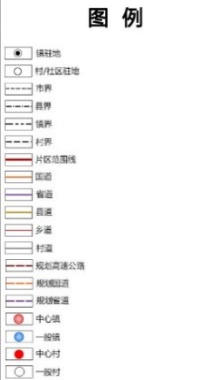 图 例
镇驻地
村/社区驻地
市界
县界
镇界
村界
片区范围线
国道
省道
县道
乡道
村道
规划高速公路
规划国道
规划省道
中心镇
一般镇
中心村
一般村